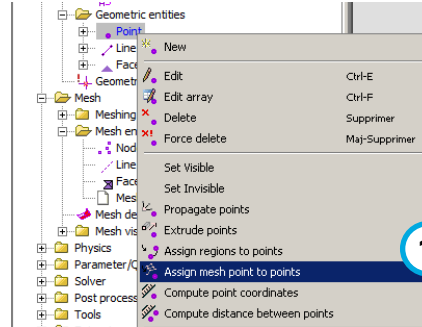 Geometric entities
Point
Line
Face
Geometr
Mesh
Meshing
Mesh en
Nod
Line
Face
Mes
Mesh de
Mesh vis
Physics
Parameter/Q
Solver
Post process
Tools
New
Edit Ctrl-E
Edit array Ctrl-F
Delete Supprimer
Force delete Maj-Supprimer
Set Visible
Set Invisible
Propagate points
Extrude points
Assign regions to points
Assign mesh point to points
Compute point coordinates
Compute distance between points